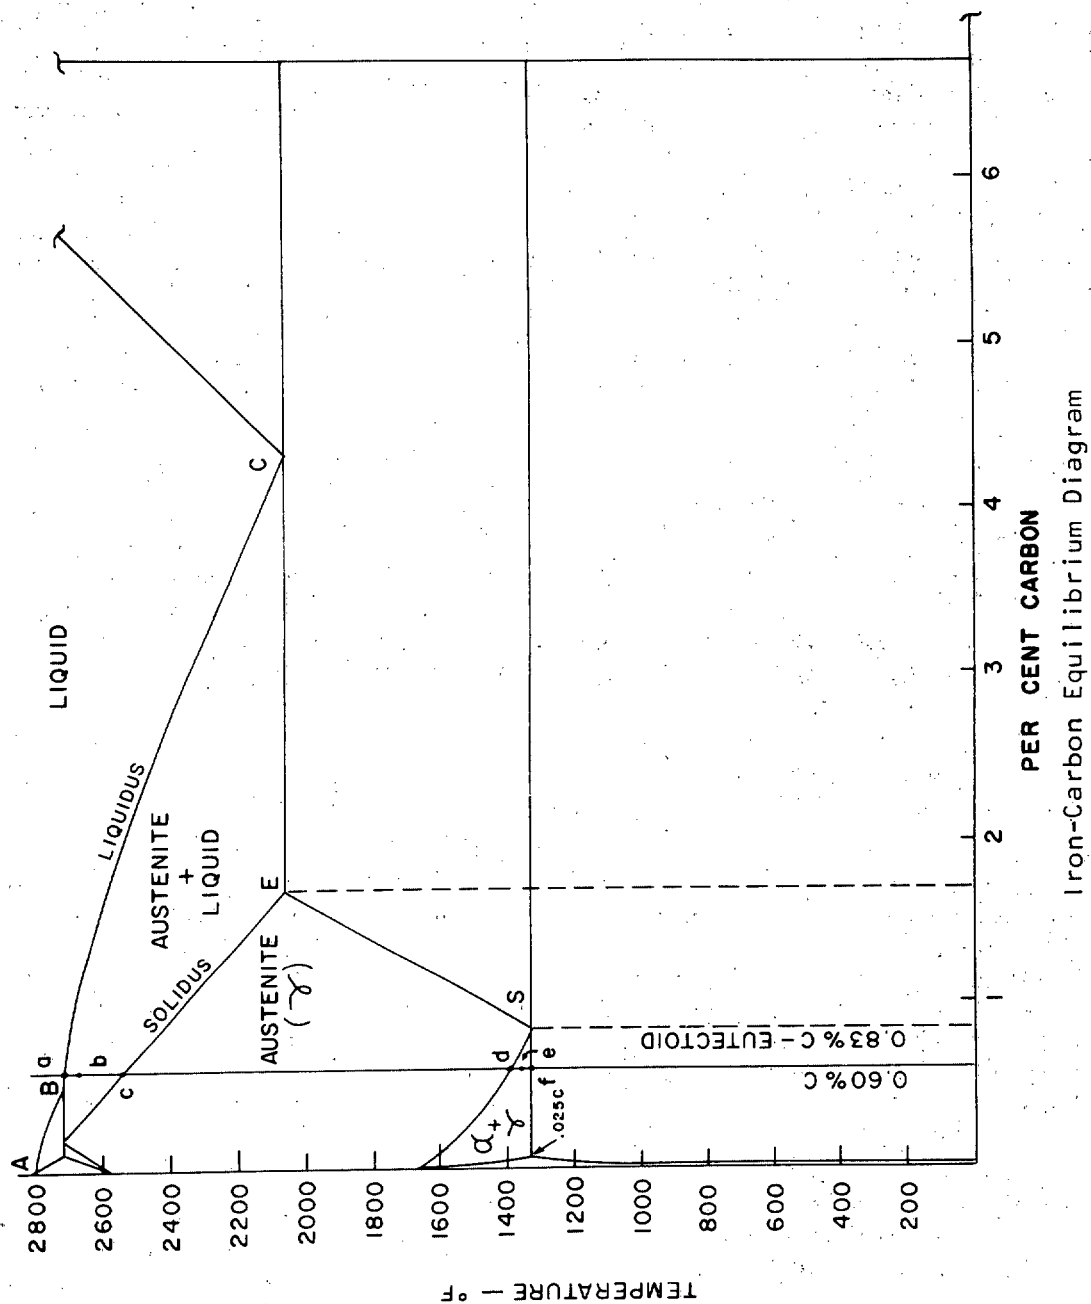 A
B
a
b
c
LIQUID
LIQUIDUS
AUSTENITE
+
LIQUID
SOLIDUS
E
C
AUSTENITE
(γ)
S
d
e
f
α +
γ
.025C
0.83% C – EUTECTOID
0.60% C
2800
2600
2400
2200
2000
1800
1600
1400
1200
1000
800
600
400
200
TEMPERATURE — °F
1
2
3
4
5
6
PER CENT CARBON
Iron-Carbon Equilibrium Diagram